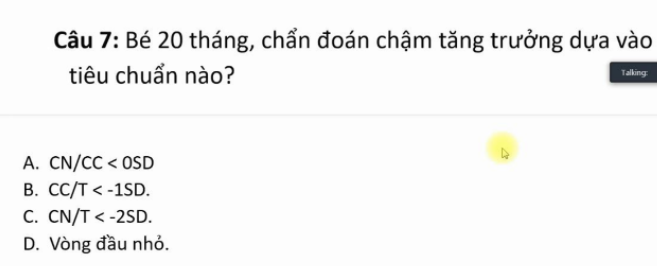 Câu 7: Bé 20 tháng, chẩn đoán chậm tăng trưởng dựa vào
tiêu chuẩn nào?
Talking:
A. CN/CC < 0SD
B. CC/T < -1SD.
C. CN/T < -2SD.
D. Vòng đầu nhỏ.